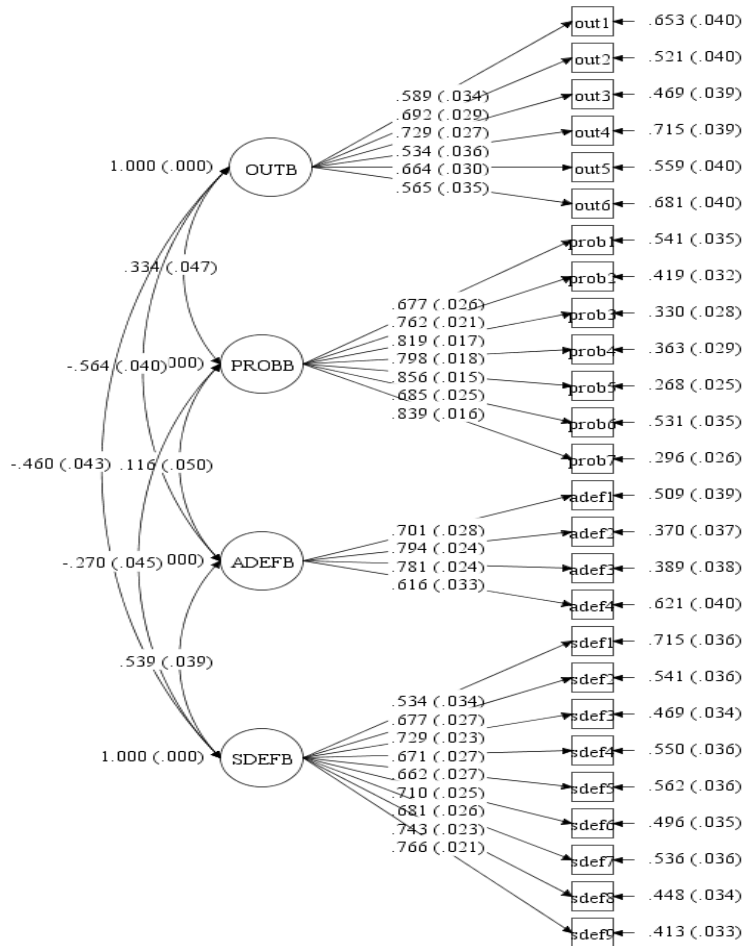 out1 .653 (.040)
out2 .521 (.040)
.589 (.034) out3 .469 (.039)
.692 (.029)
.729 (.027) out4 .715 (.039)
.534 (.036)
1.000 (.000) OUTB .664 (.030) out5 .559 (.040)
.565 (.035)
out6 .681 (.040)
prob1 .541 (.035)
.334 (.047) prob2 .419 (.032)
.677 (.026)
.762 (.021) prob3 .330 (.028)
.819 (.017)
.798 (.018) prob4 .363 (.029)
-.564 (.040) 000) PROBB .856 (.015) prob5 .268 (.025)
.685 (.025)
.839 (.016) prob6 .531 (.035)
prob7 .296 (.026)
-.460 (.043) .116 (.050) adef1 .509 (.039)
.701 (.028)
.794 (.024) adef2 .370 (.037)
-.270 (.045) 000) ADEFB .781 (.024) adef3 .389 (.038)
.616 (.033)
adef4 .621 (.040)
sdef1 .715 (.036)
.539 (.039) sdef2 .541 (.036)
.534 (.034)
.677 (.027) sdef3 .469 (.034)
.729 (.023)
.671 (.027) sdef4 .550 (.036)
1.000 (.000) SDEFB .662 (.027) sdef5 .562 (.036)
.710 (.025)
.681 (.026) sdef6 .496 (.035)
.743 (.023)
.766 (.021) sdef7 .536 (.036)
sdef8 .448 (.034)
sdef9 .413 (.033)